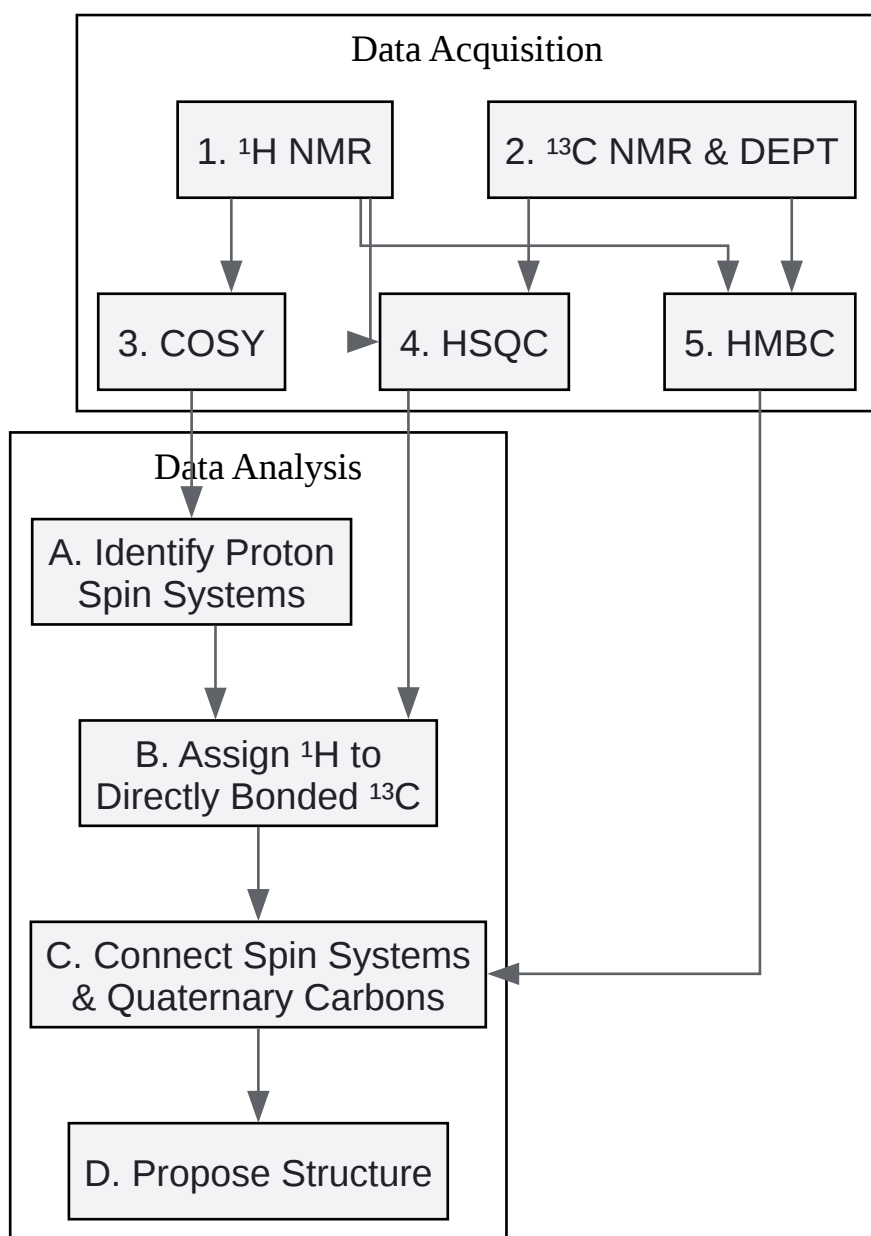 Data Acquisition
1. ¹H NMR
2. ¹³C NMR & DEPT
3. COSY
4. HSQC
5. HMBC
Data Analysis
A. Identify Proton
Spin Systems
B. Assign ¹H to
Directly Bonded ¹³C
C. Connect Spin Systems
& Quaternary Carbons
D. Propose Structure